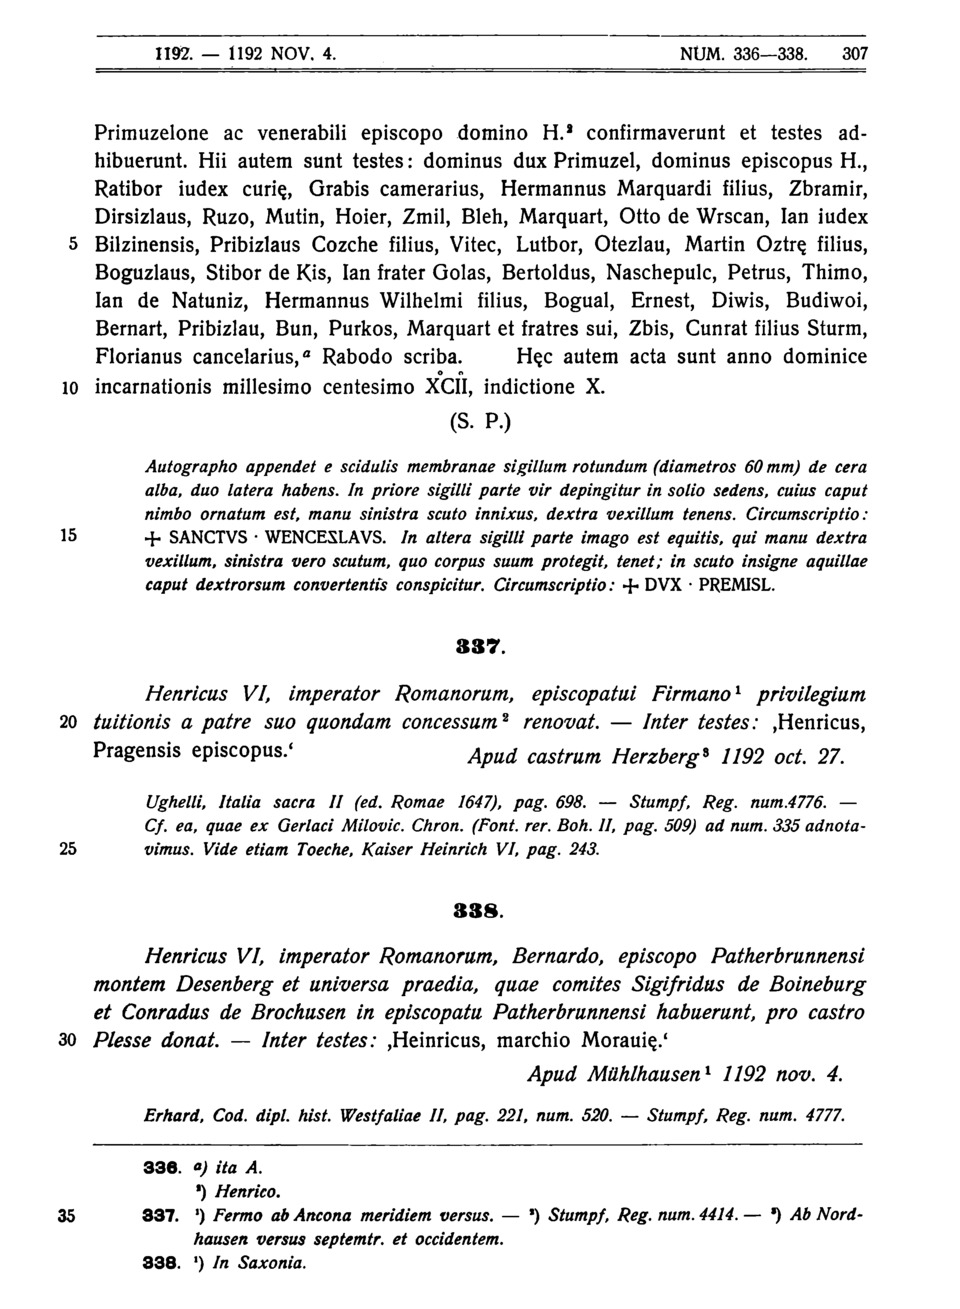 1192. — 1192 NOV. 4. NUM. 336—338. 307
Primuzelone ac venerabili episcopo domino H.² confirmaverunt et testes ad-
hibuerunt. Hii autem sunt testes: dominus dux Primuzel, dominus episcopus H.,
Ratibor iudex curię, Grabis camerarius, Hermannus Marquardi filius, Zbramir,
Dirsizlaus, Ruzo, Mutin, Hoier, Zmil, Bleh, Marquart, Otto de Wrscan, Ian iudex
5 Bilzinensis, Pribizlaus Cozche filius, Vitec, Lutbor, Otezlau, Martin Oztrę filius,
Boguzlaus, Stibor de Kis, Ian frater Golas, Bertoldus, Naschepulc, Petrus, Thimo,
Ian de Natuniz, Hermannus Wilhelmi filius, Bogual, Ernest, Diwis, Budiwoi,
Bernart, Pribizlau, Bun, Purkos, Marquart et fratres sui, Zbis, Cunrat filius Sturm,
Florianus cancelarius,ᵃ Rabodo scriba. Hęc autem acta sunt anno dominice
10 incarnationis millesimo centesimo XC̊II̊, indictione X.
(S. P.)
Autographo appendet e scidulis membranae sigillum rotundum (diametros 60 mm) de cera
alba, duo latera habens. In priore sigilli parte vir depingitur in solio sedens, cuius caput
nimbo ornatum est, manu sinistra scuto innixus, dextra vexillum tenens. Circumscriptio:
15 + SANCTVS · WENCEƧLAVS. In altera sigilli parte imago est equitis, qui manu dextra
vexillum, sinistra vero scutum, quo corpus suum protegit, tenet; in scuto insigne aquillae
caput dextrorsum convertentis conspicitur. Circumscriptio: + DVX · PREMISL.
337.
Henricus VI, imperator Romanorum, episcopatui Firmano¹ privilegium
20 tuitionis a patre suo quondam concessum² renovat. — Inter testes: ‚Henricus,
Pragensis episcopus.‘ Apud castrum Herzberg³ 1192 oct. 27.
Ughelli, Italia sacra II (ed. Romae 1647), pag. 698. — Stumpf, Reg. num.4776. —
Cf. ea, quae ex Gerlaci Milovic. Chron. (Font. rer. Boh. II, pag. 509) ad num. 335 adnota-
25 vimus. Vide etiam Toeche, Kaiser Heinrich VI, pag. 243.
338.
Henricus VI, imperator Romanorum, Bernardo, episcopo Patherbrunnensi
montem Desenberg et universa praedia, quae comites Sigifridus de Boineburg
et Conradus de Brochusen in episcopatu Patherbrunnensi habuerunt, pro castro
30 Plesse donat. — Inter testes: ‚Heinricus, marchio Morauię.‘
Apud Mühlhausen¹ 1192 nov. 4.
Erhard, Cod. dipl. hist. Westfaliae II, pag. 221, num. 520. — Stumpf, Reg. num. 4777.
336. ᵃ) ita A.
²) Henrico.
35 337. ¹) Fermo ab Ancona meridiem versus. — ²) Stumpf, Reg. num. 4414. — ³) Ab Nord-
hausen versus septemtr. et occidentem.
338. ¹) In Saxonia.